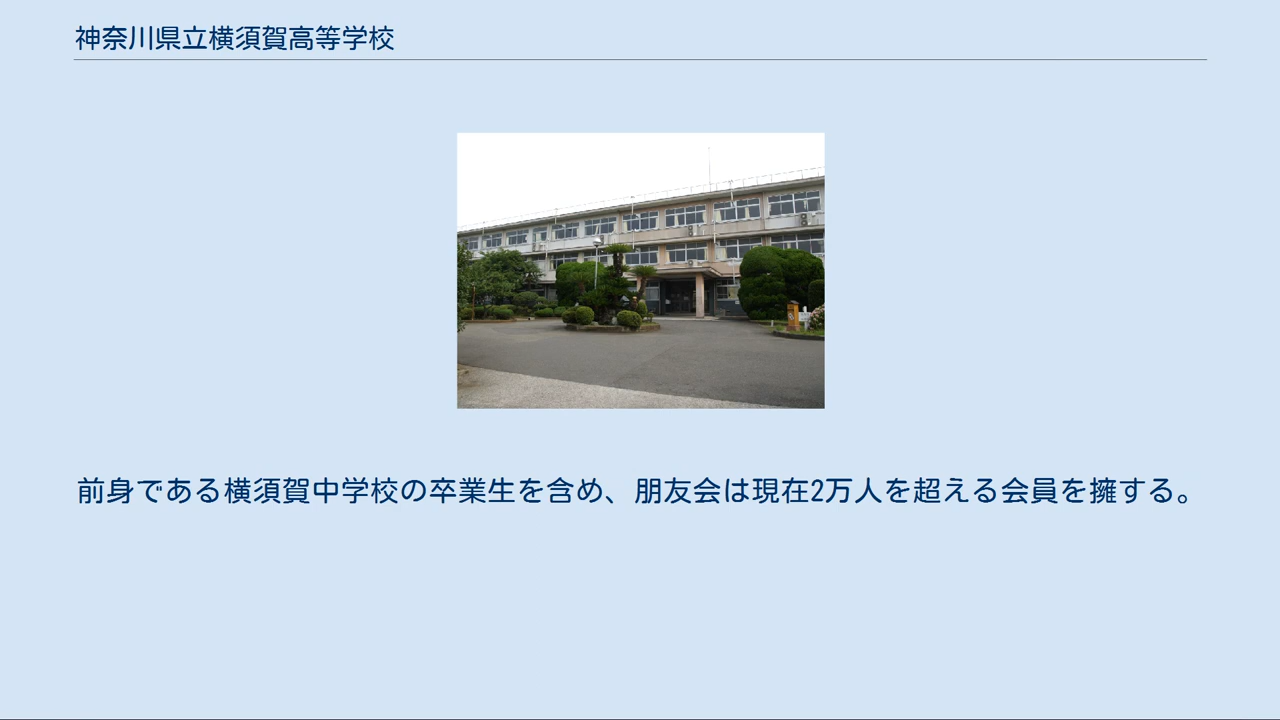 神奈川県立横須賀高等学校
前身である横須賀中学校の卒業生を含め、朋友会は現在2万人を超える会員を擁する。